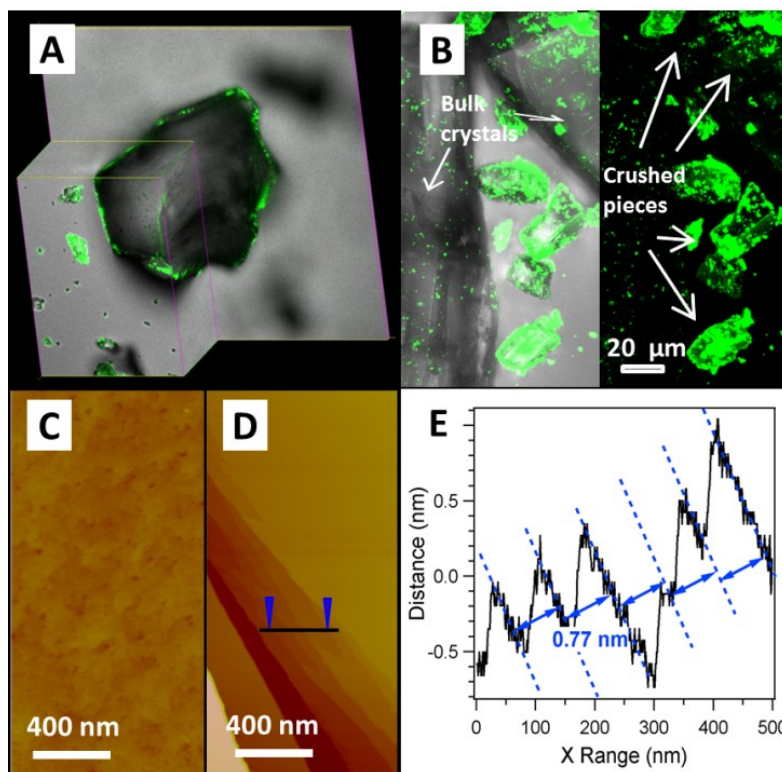 A
B
Bulk
crystals
Crushed
pieces
20 µm
C
D
400 nm
400 nm
E
Distance (nm)
0.5
0.0
-0.5
0.77 nm
0
100
200
300
400
500
X Range (nm)